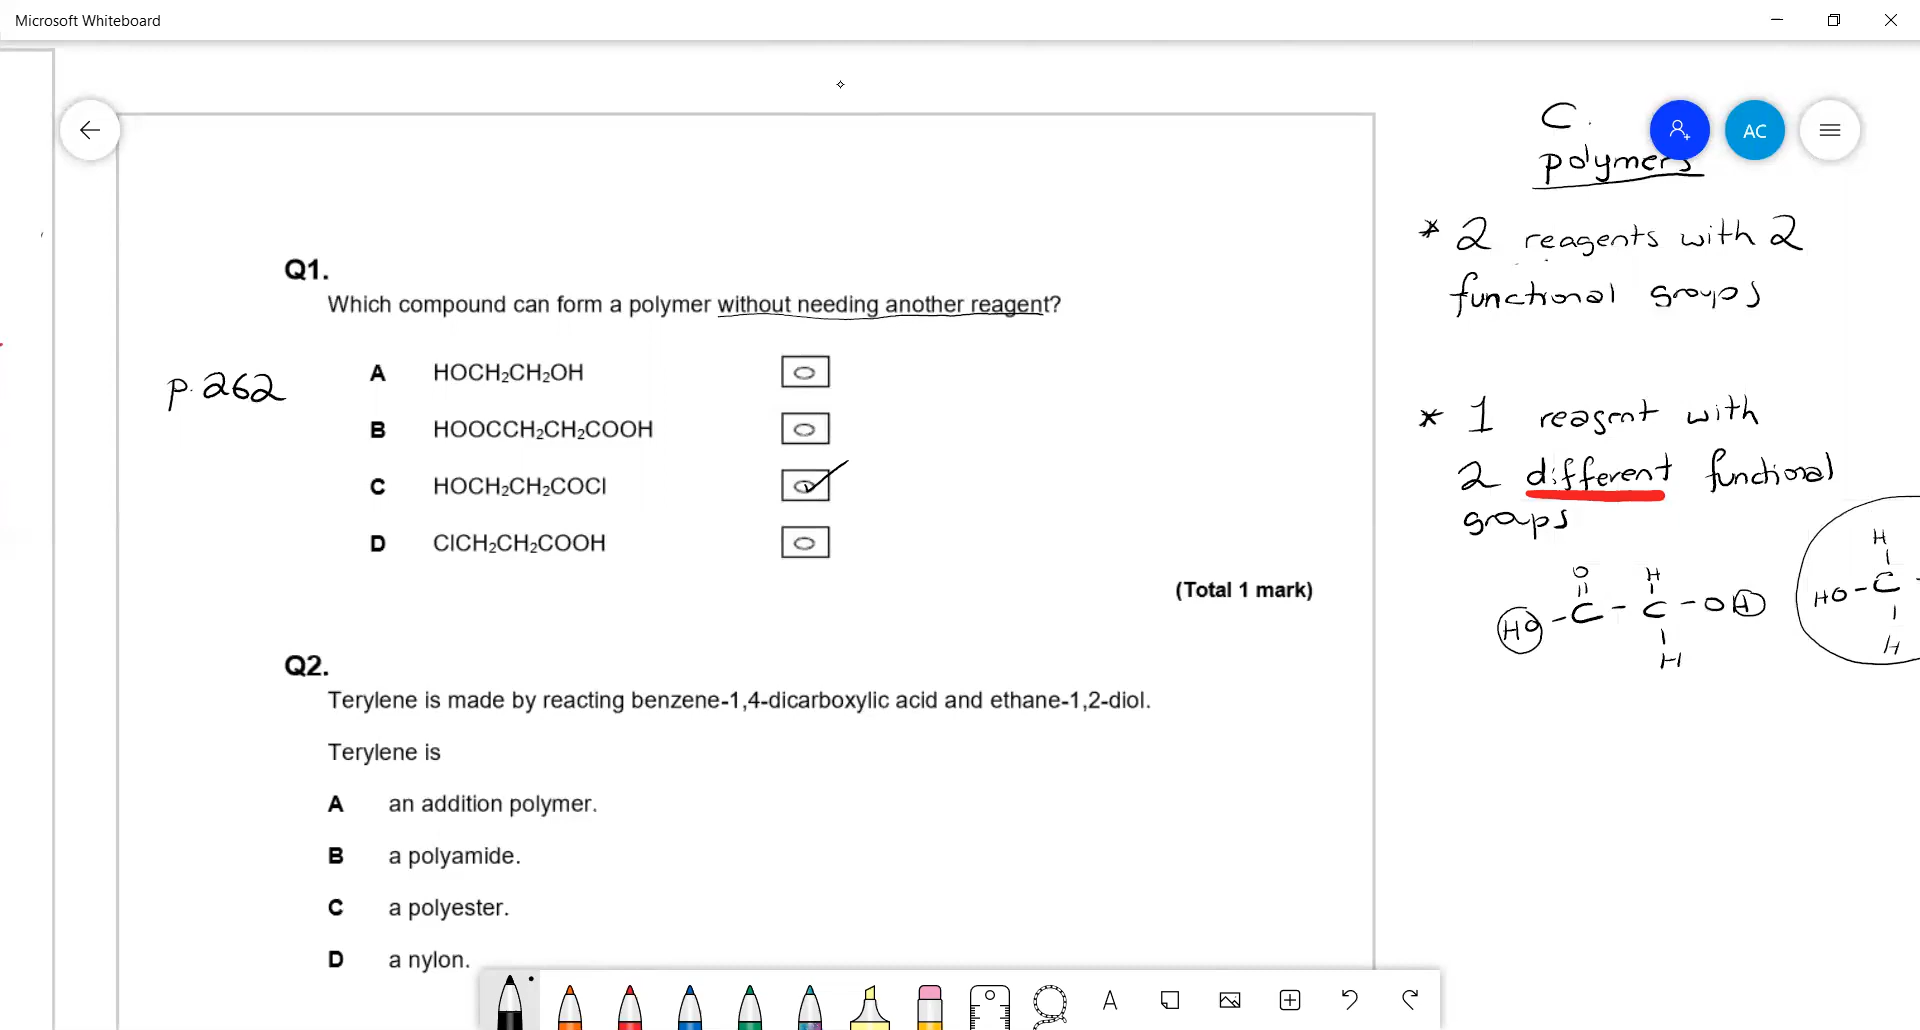 Microsoft Whiteboard
C.
polymers
AC
* 2 reagents with 2
functional groups
Q1.
Which compound can form a polymer without needing another reagent?
p. 262
A HOCH₂CH₂OH
B HOOCCH₂CH₂COOH
C HOCH₂CH₂COCl
D ClCH₂CH₂COOH
(Total 1 mark)
* 1 reagent with
2 different functional
groups
O H
HO - C - C - OH
H
H
HO - C -
H
Q2.
Terylene is made by reacting benzene-1,4-dicarboxylic acid and ethane-1,2-diol.
Terylene is
A an addition polymer.
B a polyamide.
C a polyester.
D a nylon.
A